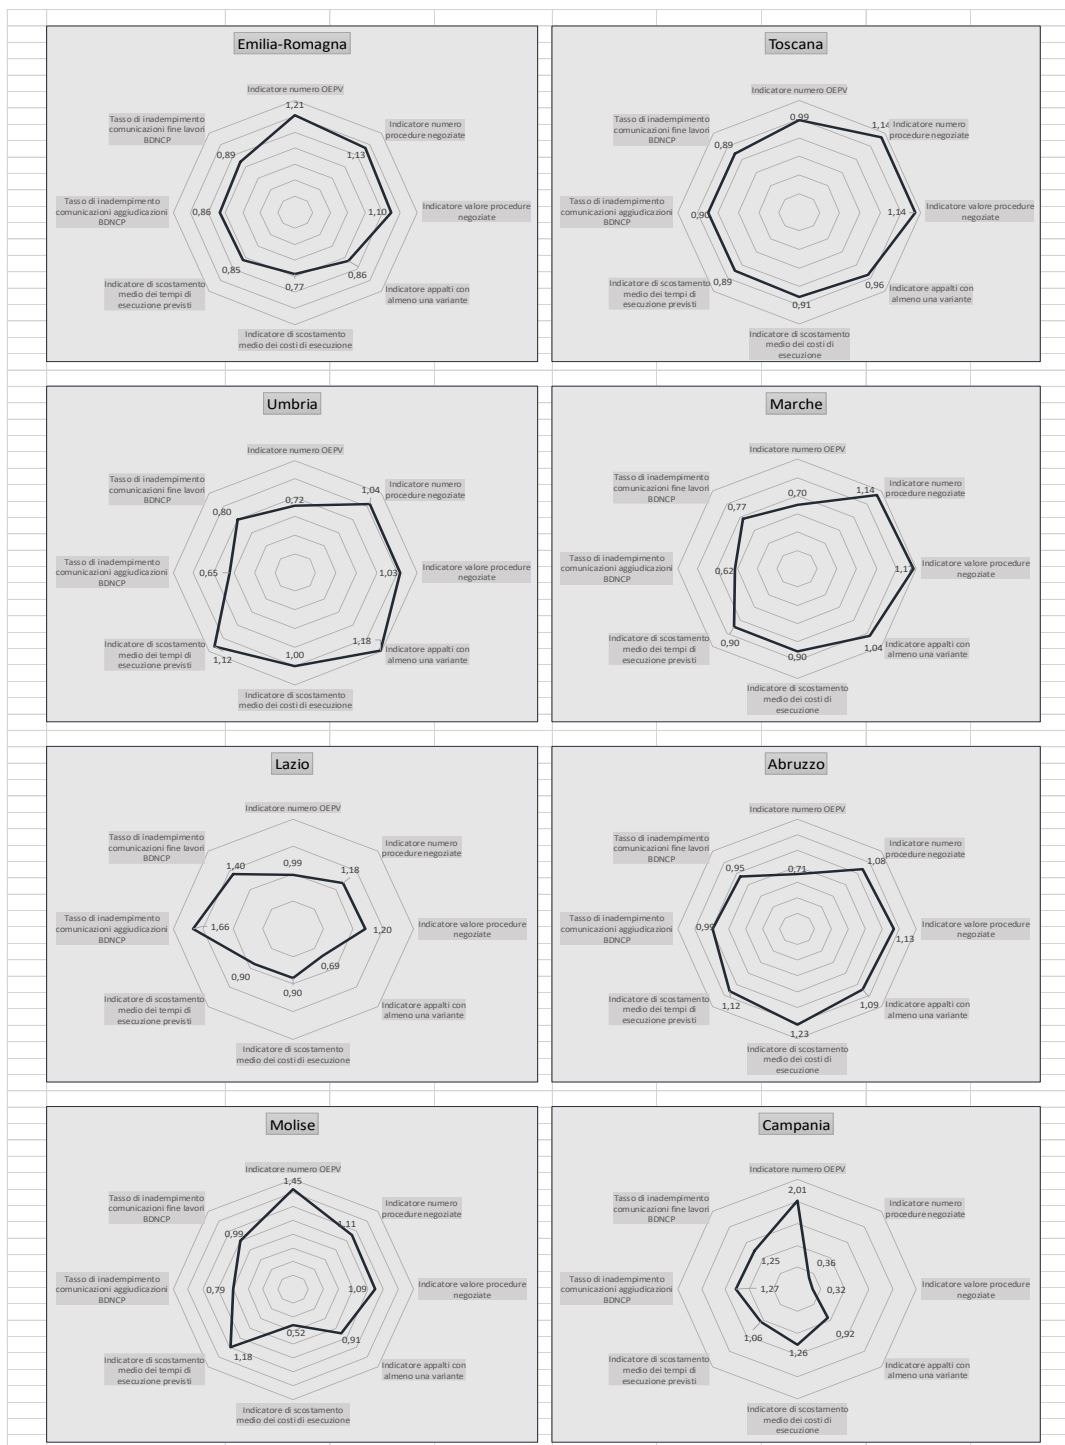 Emilia-Romagna
Indicatore numero OEPV
1,21
Indicatore numero
procedure negoziate
1,13
Indicatore valore procedure
negoziate
1,10
Indicatore appalti con
almeno una variante
0,86
Indicatore di scostamento
medio dei costi di esecuzione
0,77
Indicatore di scostamento
medio dei tempi di
esecuzione previsti
0,85
Tasso di inadempimento
comunicazioni aggiudicazioni
BDNCP
0,86
Tasso di inadempimento
comunicazioni fine lavori
BDNCP
0,89
Toscana
Indicatore numero OEPV
0,99
Indicatore numero
procedure negoziate
1,14
Indicatore valore procedure
negoziate
1,14
Indicatore appalti con
almeno una variante
0,96
Indicatore di scostamento
medio dei costi di
esecuzione
0,91
Indicatore di scostamento
medio dei tempi di
esecuzione previsti
0,89
Tasso di inadempimento
comunicazioni aggiudicazioni
BDNCP
0,90
Tasso di inadempimento
comunicazioni fine lavori
BDNCP
0,89
Umbria
Indicatore numero OEPV
0,72
Indicatore numero
procedure negoziate
1,04
Indicatore valore procedure
negoziate
1,03
Indicatore appalti con
almeno una variante
1,18
Indicatore di scostamento
medio dei costi di esecuzione
1,00
Indicatore di scostamento
medio dei tempi di
esecuzione previsti
1,12
Tasso di inadempimento
comunicazioni aggiudicazioni
BDNCP
0,65
Tasso di inadempimento
comunicazioni fine lavori
BDNCP
0,80
Marche
Indicatore numero OEPV
0,70
Indicatore numero
procedure negoziate
1,14
Indicatore valore procedure
negoziate
1,17
Indicatore appalti con
almeno una variante
1,04
Indicatore di scostamento
medio dei costi di
esecuzione
0,90
Indicatore di scostamento
medio dei tempi di
esecuzione previsti
0,90
Tasso di inadempimento
comunicazioni aggiudicazioni
BDNCP
0,62
Tasso di inadempimento
comunicazioni fine lavori
BDNCP
0,77
Lazio
Indicatore numero OEPV
0,99
Indicatore numero
procedure negoziate
1,18
Indicatore valore procedure
negoziate
1,20
Indicatore appalti con
almeno una variante
0,69
Indicatore di scostamento
medio dei costi di esecuzione
0,90
Indicatore di scostamento
medio dei tempi di
esecuzione previsti
0,90
Tasso di inadempimento
comunicazioni aggiudicazioni
BDNCP
1,66
Tasso di inadempimento
comunicazioni fine lavori
BDNCP
1,40
Abruzzo
Indicatore numero OEPV
0,71
Indicatore numero
procedure negoziate
1,08
Indicatore valore procedure
negoziate
1,13
Indicatore appalti con
almeno una variante
1,09
Indicatore di scostamento
medio dei costi di
esecuzione
1,23
Indicatore di scostamento
medio dei tempi di
esecuzione previsti
1,12
Tasso di inadempimento
comunicazioni aggiudicazioni
BDNCP
0,99
Tasso di inadempimento
comunicazioni fine lavori
BDNCP
0,95
Molise
Indicatore numero OEPV
1,45
Indicatore numero
procedure negoziate
1,11
Indicatore valore procedure
negoziate
1,09
Indicatore appalti con
almeno una variante
0,91
Indicatore di scostamento
medio dei costi di esecuzione
0,52
Indicatore di scostamento
medio dei tempi di
esecuzione previsti
1,18
Tasso di inadempimento
comunicazioni aggiudicazioni
BDNCP
0,79
Tasso di inadempimento
comunicazioni fine lavori
BDNCP
0,99
Campania
Indicatore numero OEPV
2,01
Indicatore numero
procedure negoziate
0,36
Indicatore valore procedure
negoziate
0,32
Indicatore appalti con
almeno una variante
0,92
Indicatore di scostamento
medio dei costi di
esecuzione
1,26
Indicatore di scostamento
medio dei tempi di
esecuzione previsti
1,06
Tasso di inadempimento
comunicazioni aggiudicazioni
BDNCP
1,27
Tasso di inadempimento
comunicazioni fine lavori
BDNCP
1,25